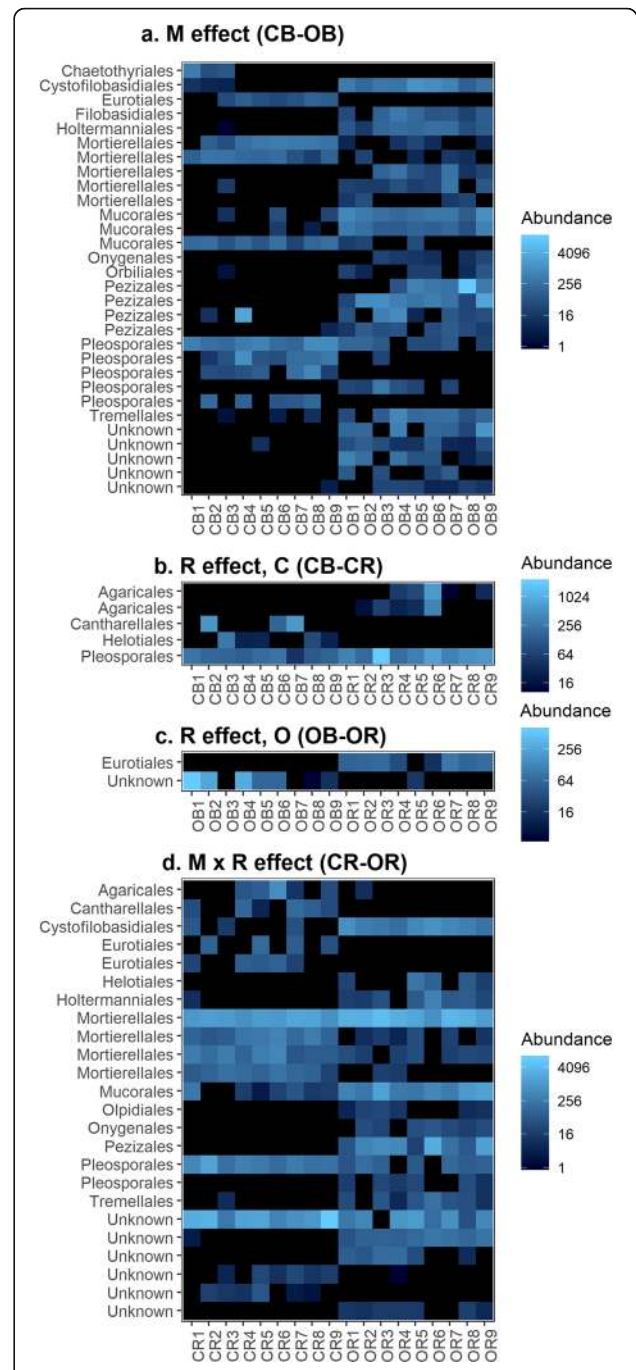 a. M effect (CB-OB)
Chaetothyriales
Cystofilobasidiales
Eurotiales
Filobasidiales
Holtermanniales
Mortierellales
Mortierellales
Mortierellales
Mortierellales
Mortierellales
Mucorales
Mucorales
Mucorales
Onygenales
Orbiliales
Pezizales
Pezizales
Pezizales
Pezizales
Pleosporales
Pleosporales
Pleosporales
Pleosporales
Pleosporales
Tremellales
Unknown
Unknown
Unknown
Unknown
Unknown
CB1 CB2 CB3 CB4 CB5 CB6 CB7 CB8 CB9 OB1 OB2 OB3 OB4 OB5 OB6 OB7 OB8 OB9
Abundance
4096
256
16
1
b. R effect, C (CB-CR)
Agaricales
Agaricales
Cantharellales
Helotiales
Pleosporales
CB1 CB2 CB3 CB4 CB5 CB6 CB7 CB8 CB9 CR1 CR2 CR3 CR4 CR5 CR6 CR7 CR8 CR9
Abundance
1024
256
64
16
c. R effect, O (OB-OR)
Eurotiales
Unknown
OB1 OB2 OB3 OB4 OB5 OB6 OB7 OB8 OB9 OR1 OR2 OR3 OR4 OR5 OR6 OR7 OR8 OR9
Abundance
256
64
16
d. M x R effect (CR-OR)
Agaricales
Cantharellales
Cystofilobasidiales
Eurotiales
Eurotiales
Helotiales
Holtermanniales
Mortierellales
Mortierellales
Mortierellales
Mortierellales
Mucorales
Olpidiales
Onygenales
Pezizales
Pleosporales
Pleosporales
Tremellales
Unknown
Unknown
Unknown
Unknown
Unknown
Unknown
CR1 CR2 CR3 CR4 CR5 CR6 CR7 CR8 CR9 OR1 OR2 OR3 OR4 OR5 OR6 OR7 OR8 OR9
Abundance
4096
256
16
1